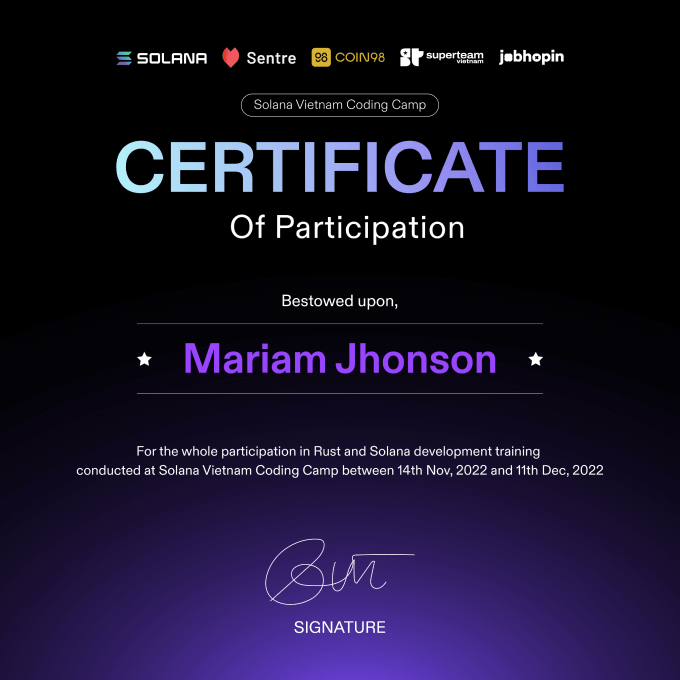 SOLANA Sentre 98 COIN98 superteam vietnam jobhopin
Solana Vietnam Coding Camp
CERTIFICATE
Of Participation
Bestowed upon,
Mariam Jhonson
For the whole participation in Rust and Solana development training
conducted at Solana Vietnam Coding Camp between 14th Nov, 2022 and 11th Dec, 2022
SIGNATURE